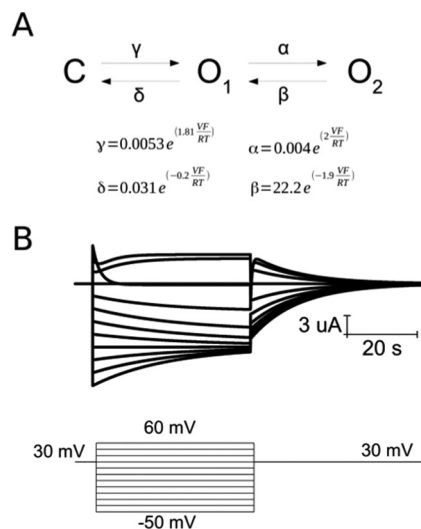 A
γ α
C O1 O2
δ β
γ=0.0053e^(1.81 VF/RT) α=0.004e^(2 VF/RT)
δ=0.031e^(-0.2 VF/RT) β=22.2e^(-1.9 VF/RT)
B
3 uA
20 s
60 mV
30 mV 30 mV
-50 mV